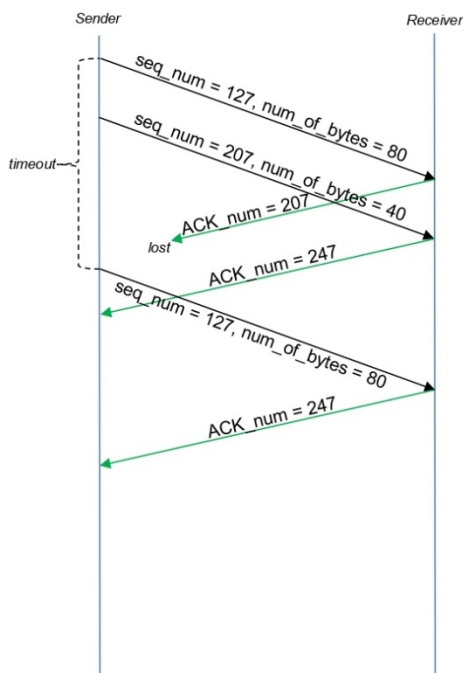 Sender
Receiver
seq_num = 127, num_of_bytes = 80
seq_num = 207, num_of_bytes = 40
timeout
ACK_num = 207
lost
ACK_num = 247
seq_num = 127, num_of_bytes = 80
ACK_num = 247